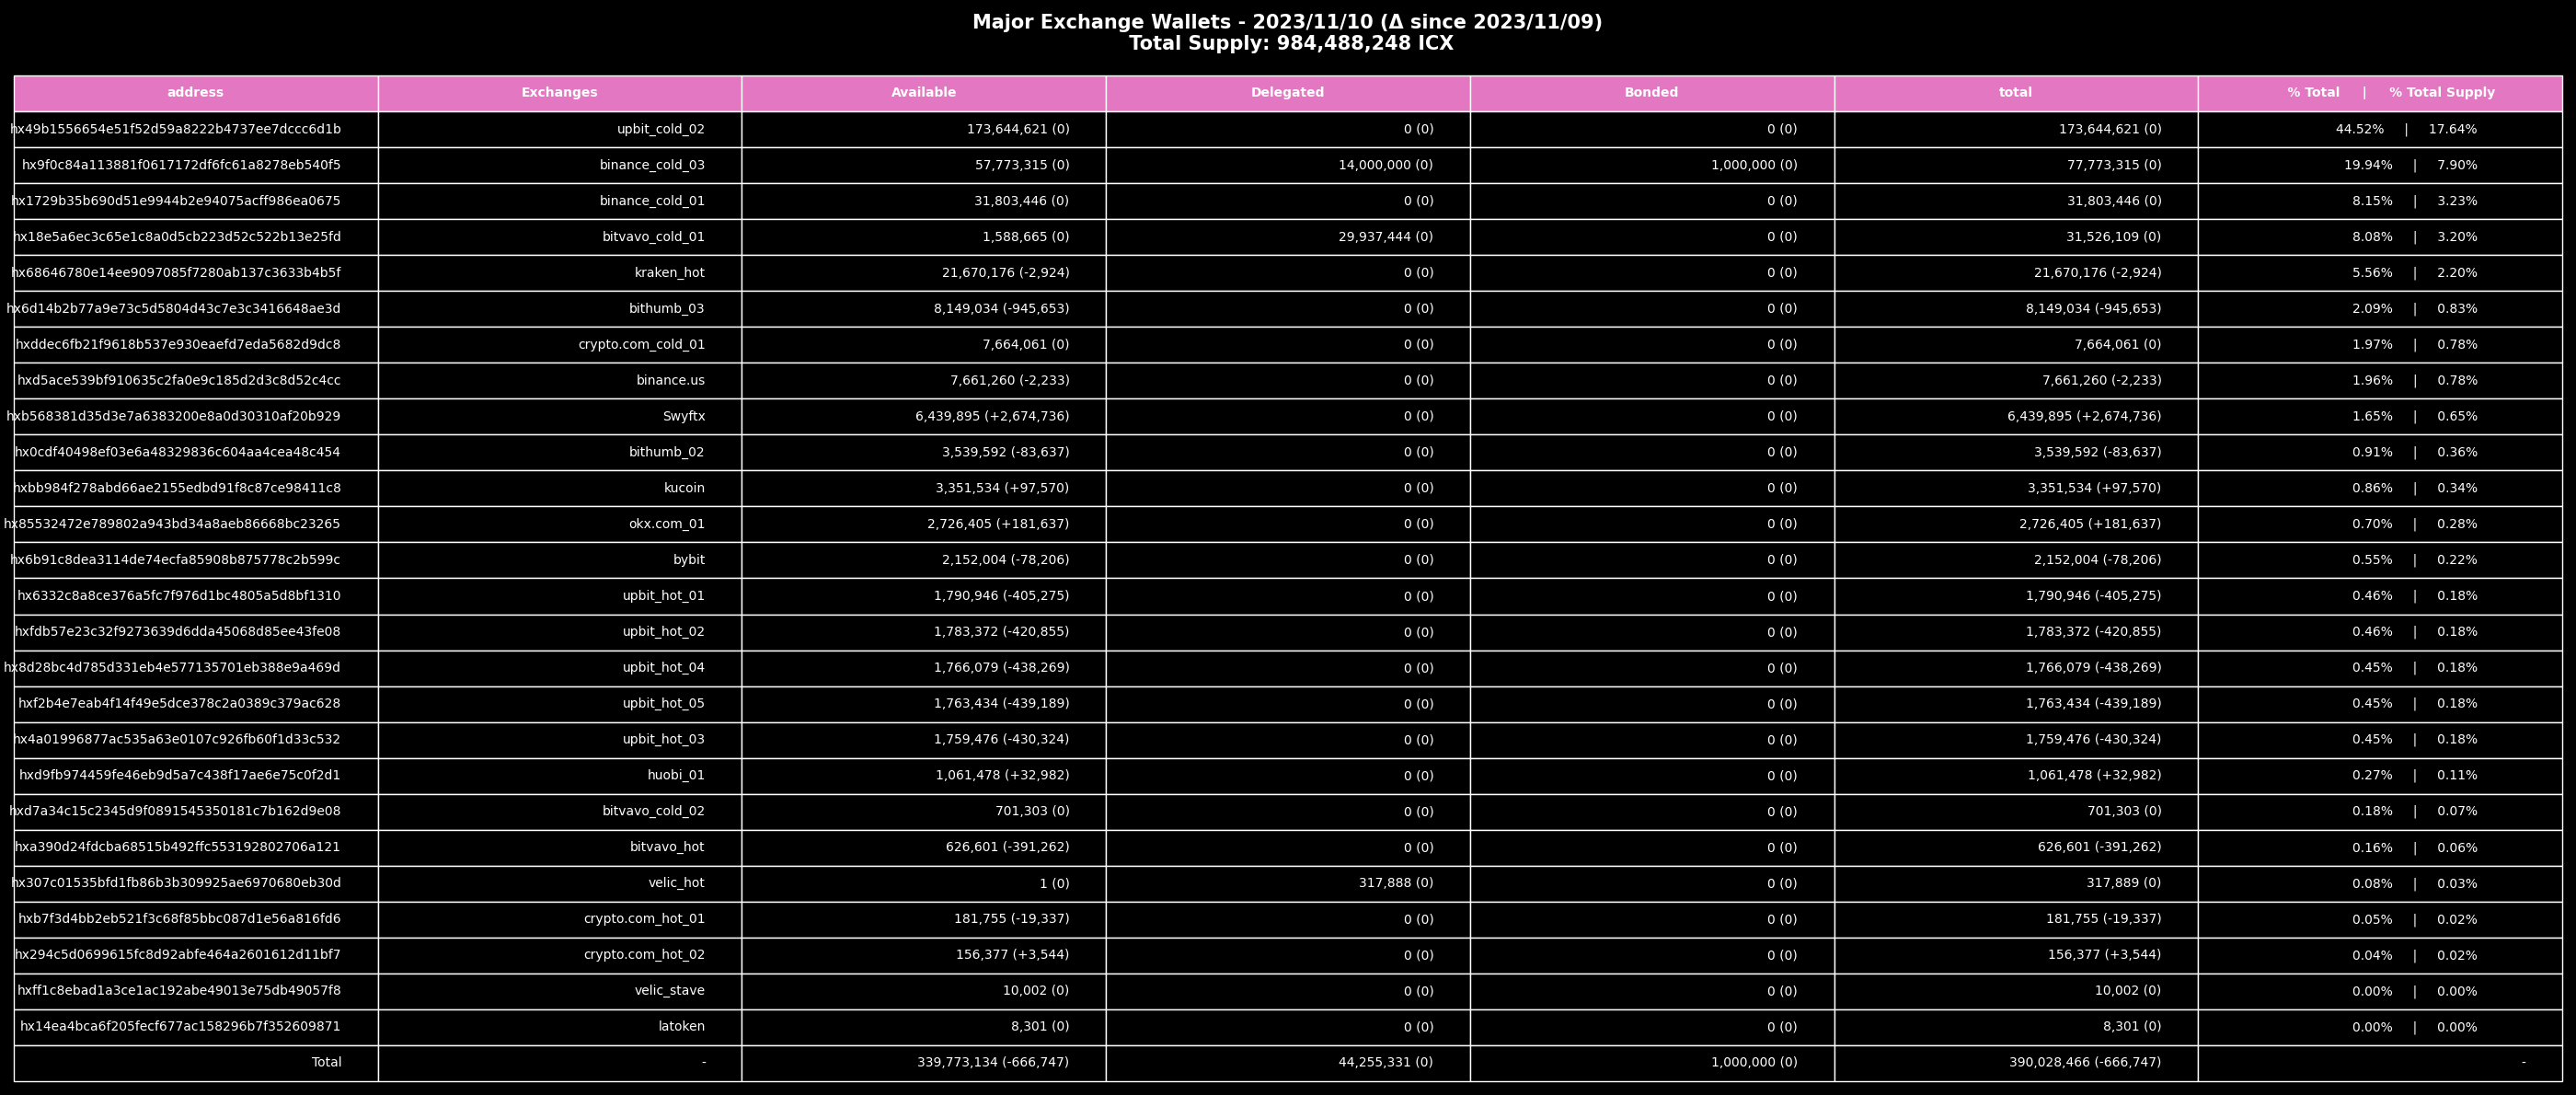 Major Exchange Wallets - 2023/11/10 (Δ since 2023/11/09)
Total Supply: 984,488,248 ICX
address Exchanges Available Delegated Bonded total % Total | % Total Supply
hx49b1556654e51f52d59a8222b4737ee7dccc6d1b upbit_cold_02 173,644,621 (0) 0 (0) 0 (0) 173,644,621 (0) 44.52% | 17.64%
hx9f0c84a113881f0617172df6fc61a8278eb540f5 binance_cold_03 57,773,315 (0) 14,000,000 (0) 1,000,000 (0) 77,773,315 (0) 19.94% | 7.90%
hx1729b35b690d51e9944b2e94075acff986ea0675 binance_cold_01 31,803,446 (0) 0 (0) 0 (0) 31,803,446 (0) 8.15% | 3.23%
hx18e5a6ec3c65e1c8a0d5cb223d52c522b13e25fd bitvavo_cold_01 1,588,665 (0) 29,937,444 (0) 0 (0) 31,526,109 (0) 8.08% | 3.20%
hx68646780e14ee9097085f7280ab137c3633b4b5f kraken_hot 21,670,176 (-2,924) 0 (0) 0 (0) 21,670,176 (-2,924) 5.56% | 2.20%
hx6d14b2b77a9e73c5d5804d43c7e3c3416648ae3d bithumb_03 8,149,034 (-945,653) 0 (0) 0 (0) 8,149,034 (-945,653) 2.09% | 0.83%
hxddec6fb21f9618b537e930eaefd7eda5682d9dc8 crypto.com_cold_01 7,664,061 (0) 0 (0) 0 (0) 7,664,061 (0) 1.97% | 0.78%
hxd5ace539bf910635c2fa0e9c185d2d3c8d52c4cc binance.us 7,661,260 (-2,233) 0 (0) 0 (0) 7,661,260 (-2,233) 1.96% | 0.78%
hxb568381d35d3e7a6383200e8a0d30310af20b929 Swyftx 6,439,895 (+2,674,736) 0 (0) 0 (0) 6,439,895 (+2,674,736) 1.65% | 0.65%
hx0cdf40498ef03e6a48329836c604aa4cea48c454 bithumb_02 3,539,592 (-83,637) 0 (0) 0 (0) 3,539,592 (-83,637) 0.91% | 0.36%
hxbb984f278abd66ae2155edbd91f8c87ce98411c8 kucoin 3,351,534 (+97,570) 0 (0) 0 (0) 3,351,534 (+97,570) 0.86% | 0.34%
hx85532472e789802a943bd34a8aeb86668bc23265 okx.com_01 2,726,405 (+181,637) 0 (0) 0 (0) 2,726,405 (+181,637) 0.70% | 0.28%
hx6b91c8dea3114de74ecfa85908b875778c2b599c bybit 2,152,004 (-78,206) 0 (0) 0 (0) 2,152,004 (-78,206) 0.55% | 0.22%
hx6332c8a8ce376a5fc7f976d1bc4805a5d8bf1310 upbit_hot_01 1,790,946 (-405,275) 0 (0) 0 (0) 1,790,946 (-405,275) 0.46% | 0.18%
hxfdb57e23c32f9273639d6dda45068d85ee43fe08 upbit_hot_02 1,783,372 (-420,855) 0 (0) 0 (0) 1,783,372 (-420,855) 0.46% | 0.18%
hx8d28bc4d785d331eb4e577135701eb388e9a469d upbit_hot_04 1,766,079 (-438,269) 0 (0) 0 (0) 1,766,079 (-438,269) 0.45% | 0.18%
hxf2b4e7eab4f14f49e5dce378c2a0389c379ac628 upbit_hot_05 1,763,434 (-439,189) 0 (0) 0 (0) 1,763,434 (-439,189) 0.45% | 0.18%
hx4a01996877ac535a63e0107c926fb60f1d33c532 upbit_hot_03 1,759,476 (-430,324) 0 (0) 0 (0) 1,759,476 (-430,324) 0.45% | 0.18%
hxd9fb974459fe46eb9d5a7c438f17ae6e75c0f2d1 huobi_01 1,061,478 (+32,982) 0 (0) 0 (0) 1,061,478 (+32,982) 0.27% | 0.11%
hxd7a34c15c2345d9f0891545350181c7b162d9e08 bitvavo_cold_02 701,303 (0) 0 (0) 0 (0) 701,303 (0) 0.18% | 0.07%
hxa390d24fdcba68515b492ffc553192802706a121 bitvavo_hot 626,601 (-391,262) 0 (0) 0 (0) 626,601 (-391,262) 0.16% | 0.06%
hx307c01535bfd1fb86b3b309925ae6970680eb30d velic_hot 1 (0) 317,888 (0) 0 (0) 317,889 (0) 0.08% | 0.03%
hxb7f3d4bb2eb521f3c68f85bbc087d1e56a816fd6 crypto.com_hot_01 181,755 (-19,337) 0 (0) 0 (0) 181,755 (-19,337) 0.05% | 0.02%
hx294c5d0699615fc8d92abfe464a2601612d11bf7 crypto.com_hot_02 156,377 (+3,544) 0 (0) 0 (0) 156,377 (+3,544) 0.04% | 0.02%
hxff1c8ebad1a3ce1ac192abe49013e75db49057f8 velic_stave 10,002 (0) 0 (0) 0 (0) 10,002 (0) 0.00% | 0.00%
hx14ea4bca6f205fecf677ac158296b7f352609871 latoken 8,301 (0) 0 (0) 0 (0) 8,301 (0) 0.00% | 0.00%
Total - 339,773,134 (-666,747) 44,255,331 (0) 1,000,000 (0) 390,028,466 (-666,747) -